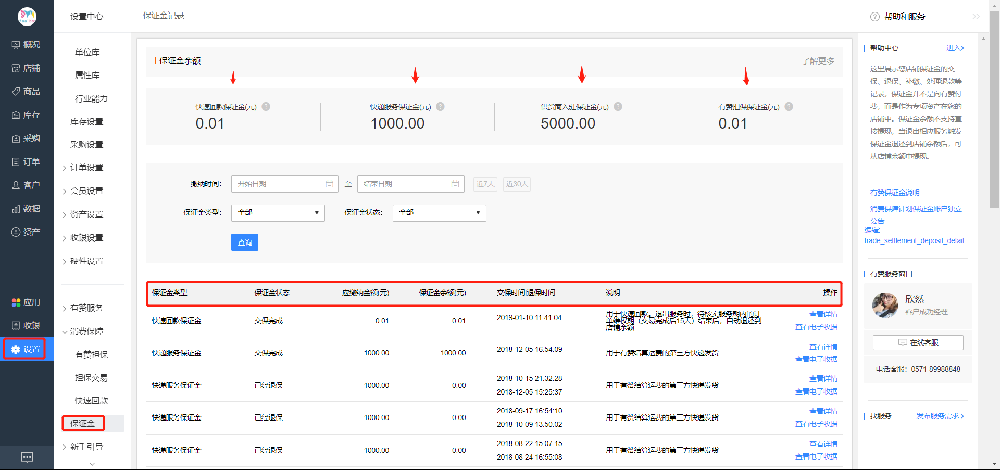 设置中心
保证金记录
帮助和服务
概况
店铺
商品
库存
采购
订单
客户
数据
资产
应用
收银
设置
单位库
属性库
行业能力
库存设置
采购设置
订单设置
会员设置
资产设置
收银设置
硬件设置
有赞服务
消费保障
有赞担保
担保交易
快速回款
保证金
新手引导
保证金余额
了解更多
快速回款保证金(元) ?
0.01
快递服务保证金(元) ?
1000.00
供货商入驻保证金(元) ?
5000.00
有赞担保保证金(元) ?
0.01
缴纳时间: 开始日期 至 结束日期 近7天 近30天
保证金类型: 全部 保证金状态: 全部
查询
保证金类型 保证金状态 应缴纳金额(元) 保证金余额(元) 交保时间|退保时间 说明 操作
快速回款保证金 交保完成 0.01 0.01 2019-01-10 11:41:04
用于快速回款。退出服务时，待核实服务期内的订
单维权期（交易完成后15天）结束后，自动退还到
店铺余额
查看详情
查看电子收据
快递服务保证金 交保完成 1000.00 1000.00 2018-12-05 16:54:09 用于有赞结算运费的第三方快递发货
查看详情
查看电子收据
快递服务保证金 已经退保 1000.00 0.00
2018-10-15 21:32:28
2018-12-05 15:25:37
用于有赞结算运费的第三方快递发货
查看详情
查看电子收据
快递服务保证金 已经退保 1000.00 0.00
2018-09-17 16:54:10
2018-10-09 13:50:02
用于有赞结算运费的第三方快递发货
查看详情
查看电子收据
快递服务保证金 已经退保 1000.00 0.00
2018-08-22 15:07:15
2018-08-24 16:55:08
用于有赞结算运费的第三方快递发货
查看详情
查看电子收据
帮助中心 进入
这里展示您店铺保证金的交
保、退保、补缴、处理退款等
记录，保证金并不是向有赞付
费，而是作为专项资产在您的
店铺中。保证金余额不支持直
接提现，当退出相应服务触发
保证金退还到店铺余额后，可
从店铺余额中提现。
有赞保证金说明
消费保障计划保证金账户独立
公告
编辑:
trade_settlement_deposit_detail
有赞服务窗口
欣然
客户成功经理
在线客服
电话客服：0571-89988848
找服务 发布服务需求